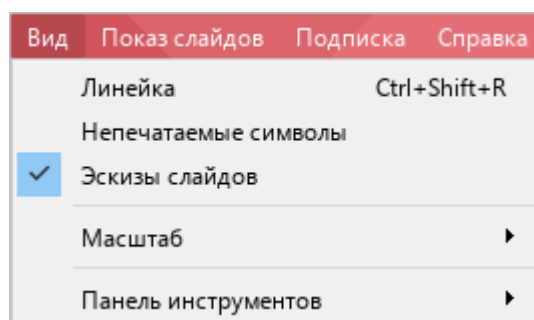 Вид Показ слайдов Подписка Справка
Линейка Ctrl+Shift+R
Непечатаемые символы
Эскизы слайдов
Масштаб
Панель инструментов